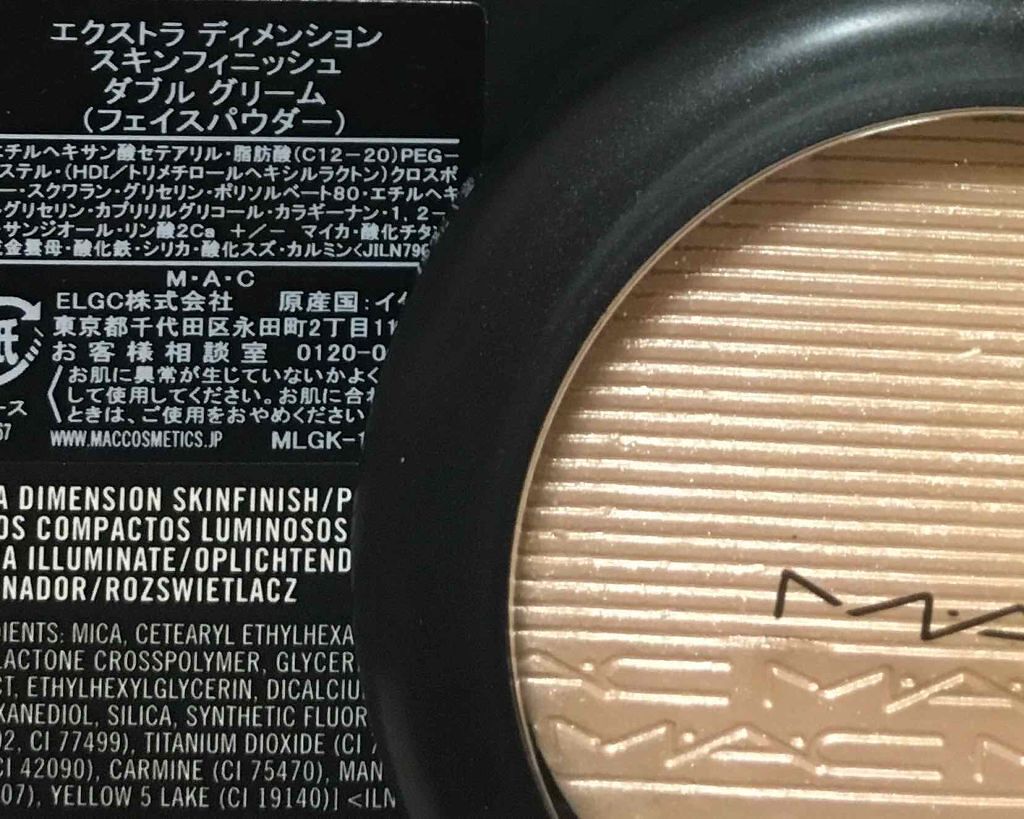 エクストラ ディメンション
スキンフィニッシュ
ダブル グリーム
(フェイスパウダー)
エチルヘキサン酸セテアリル・脂肪酸(C12-20)PEG-
ステル・(HDI/トリメチロールヘキシルラクトン)クロスポ
ー・スクワラン・グリセリン・ポリソルベート80・エチルヘキ
グリセリン・カプリリルグリコール・カラギーナン・1, 2-
サンジオール・リン酸2Ca +/- マイカ・酸化チタ
金雲母・酸化鉄・シリカ・酸化スズ・カルミン<JILN79
M・A・C
ELGC株式会社 原産国:イ
東京都千代田区永田町2丁目11
お客様相談室 0120-0
お肌に異常が生じていないかよく
して使用してください。お肌に合わ
ときは、ご使用をおやめください
ース
67
WWW.MACCOSMETICS.JP MLGK-1
A DIMENSION SKINFINISH/P
OS COMPACTOS LUMINOSOS
A ILLUMINATE/OPLICHTEND
NADOR/ROZSWIETLACZ
DIENTS: MICA, CETEARYL ETHYLHEXA
LACTONE CROSSPOLYMER, GLYCER
CT, ETHYLHEXYLGLYCERIN, DICALCIU
XANEDIOL, SILICA, SYNTHETIC FLUOR
02, CI 77499), TITANIUM DIOXIDE (CI 7
CI 42090), CARMINE (CI 75470), MAN
07), YELLOW 5 LAKE (CI 19140)] <ILN
MAC
MAC